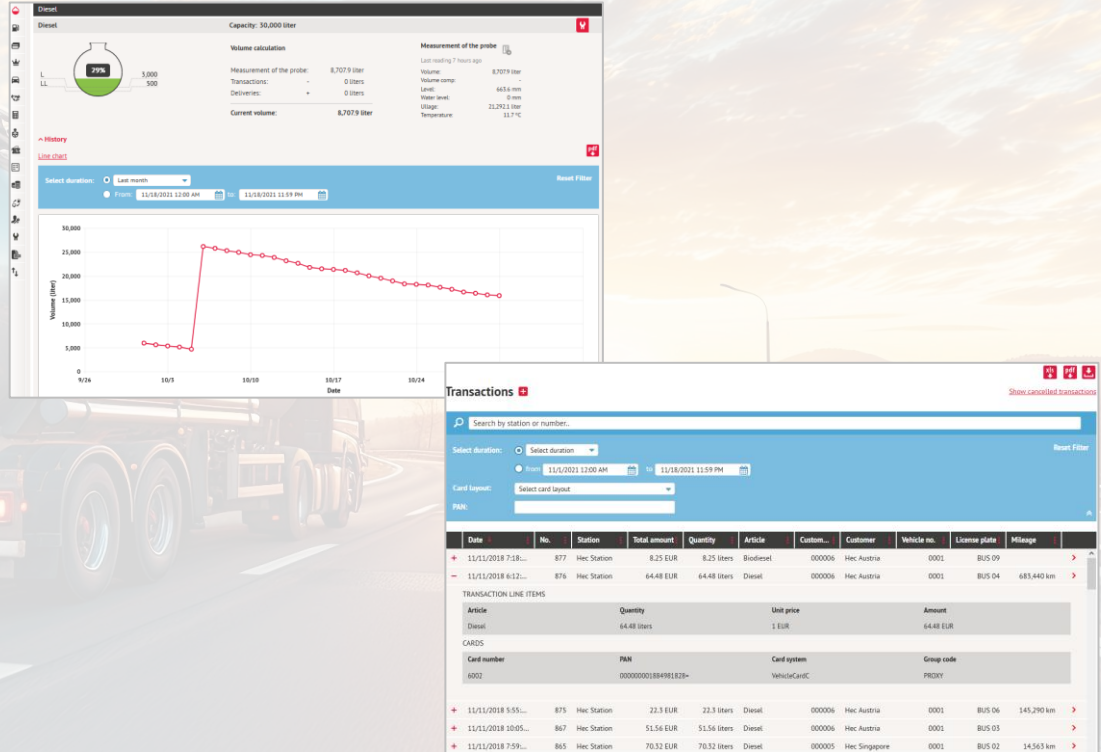 Diesel
Diesel Capacity: 30,000 liter
29%
L 3,000
LL 500
Volume calculation
Measurement of the probe: 8,707.9 liter
Transactions: - 0 liters
Deliveries: + 0 liters
Current volume: 8,707.9 liter
Measurement of the probe
Last reading 7 hours ago
Volume: 8,707.9 liter
Volume comp: -
Level: 663.6 mm
Water level: 0 mm
Ullage: 21,292.1 liter
Temperature: 11.7 °C
History
Line chart
pdf
Select duration: Last month Reset Filter
From: 11/18/2021 12:00 AM to: 11/18/2021 11:59 PM
30,000
25,000
20,000
15,000
10,000
5,000
0
Volume (liter)
9/26 10/3 10/10 10/17 10/24
Date
xls pdf
Transactions
Show cancelled transactions
Search by station or number..
Select duration: Select duration Reset Filter
from 11/1/2021 12:00 AM to 11/18/2021 11:59 PM
Card layout: Select card layout
PAN:
Date No. Station Total amount Quantity Article Custom... Customer Vehicle no. License plate Mileage
+ 11/11/2018 7:18:... 877 Hec Station 8.25 EUR 8.25 liters Biodiesel 000006 Hec Austria 0001 BUS 09
− 11/11/2018 6:12:... 876 Hec Station 64.48 EUR 64.48 liters Diesel 000006 Hec Austria 0001 BUS 04 683,440 km
TRANSACTION LINE ITEMS
Article Quantity Unit price Amount
Diesel 64.48 liters 1 EUR 64.48 EUR
CARDS
Card number PAN Card system Group code
6002 000000001884981828= VehicleCardC PROXY
+ 11/11/2018 5:55:... 875 Hec Station 22.3 EUR 22.3 liters Diesel 000006 Hec Austria 0001 BUS 06 145,290 km
+ 11/11/2018 10:05... 867 Hec Station 51.56 EUR 51.56 liters Diesel 000006 Hec Austria 0001 BUS 03
+ 11/11/2018 7:59:... 865 Hec Station 70.32 EUR 70.32 liters Diesel 000005 Hec Singapore 0001 BUS 02 14,563 km